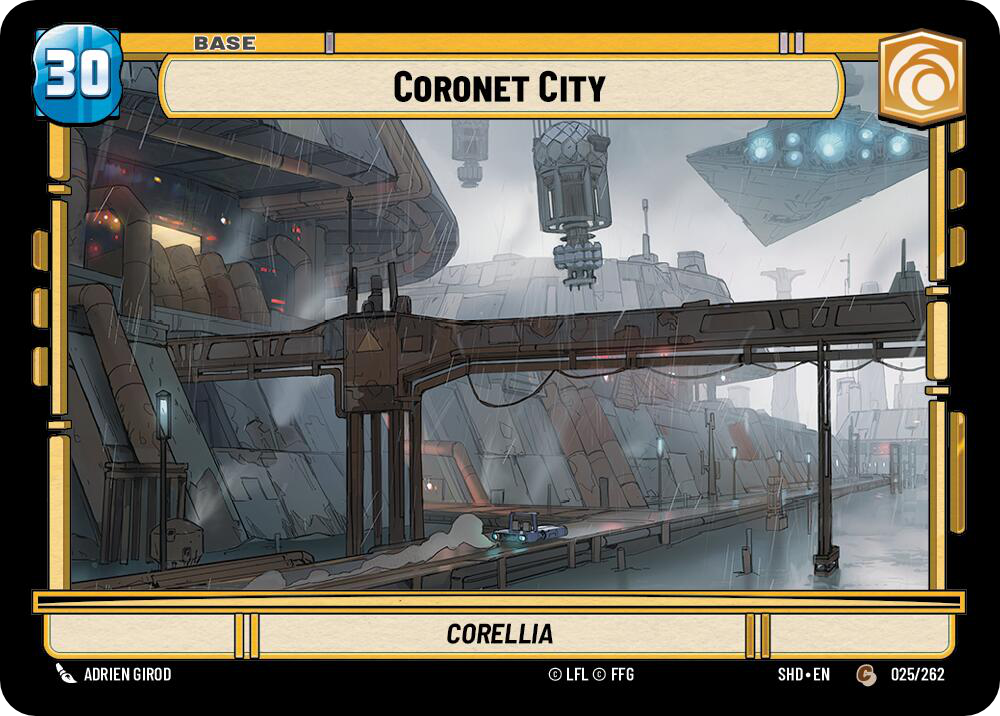 30
BASE
CORONET CITY
CORELLIA
ADRIEN GIROD
© LFL © FFG
SHD•EN
C
025/262